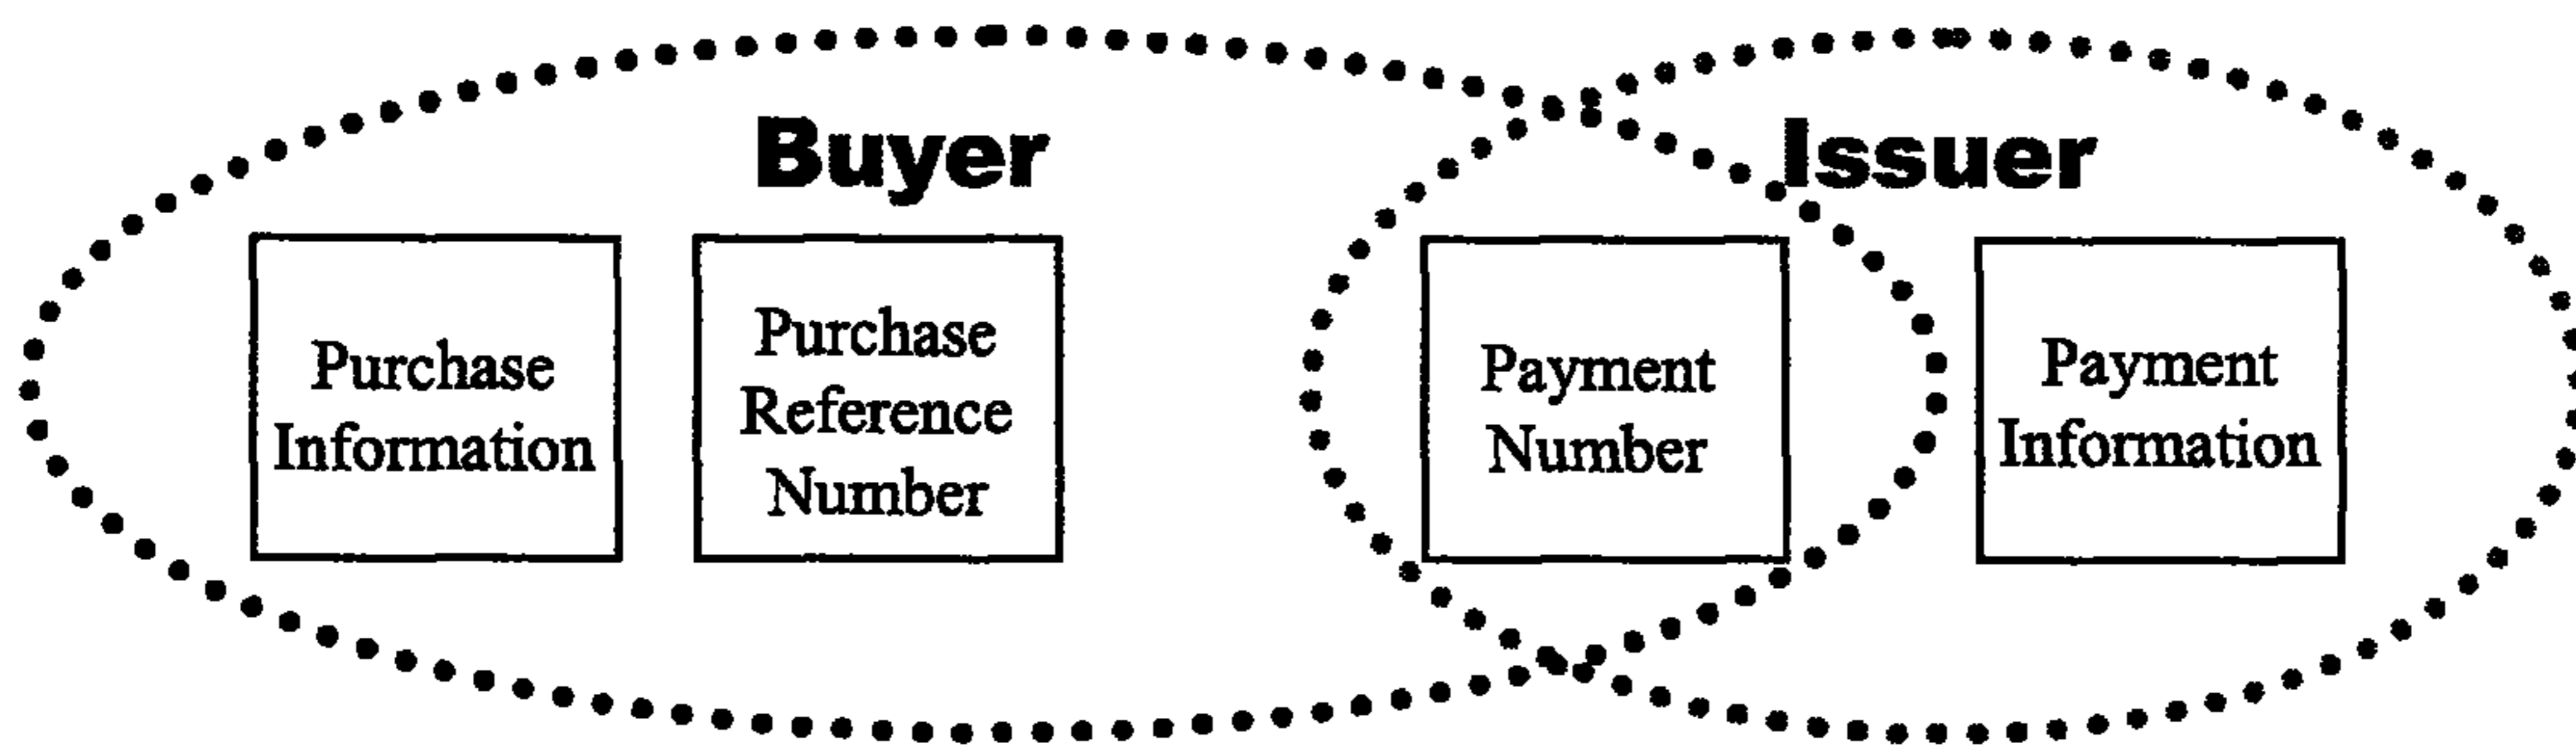 Buyer
Issuer
Purchase
Information
Purchase
Reference
Number
Payment
Number
Payment
Information